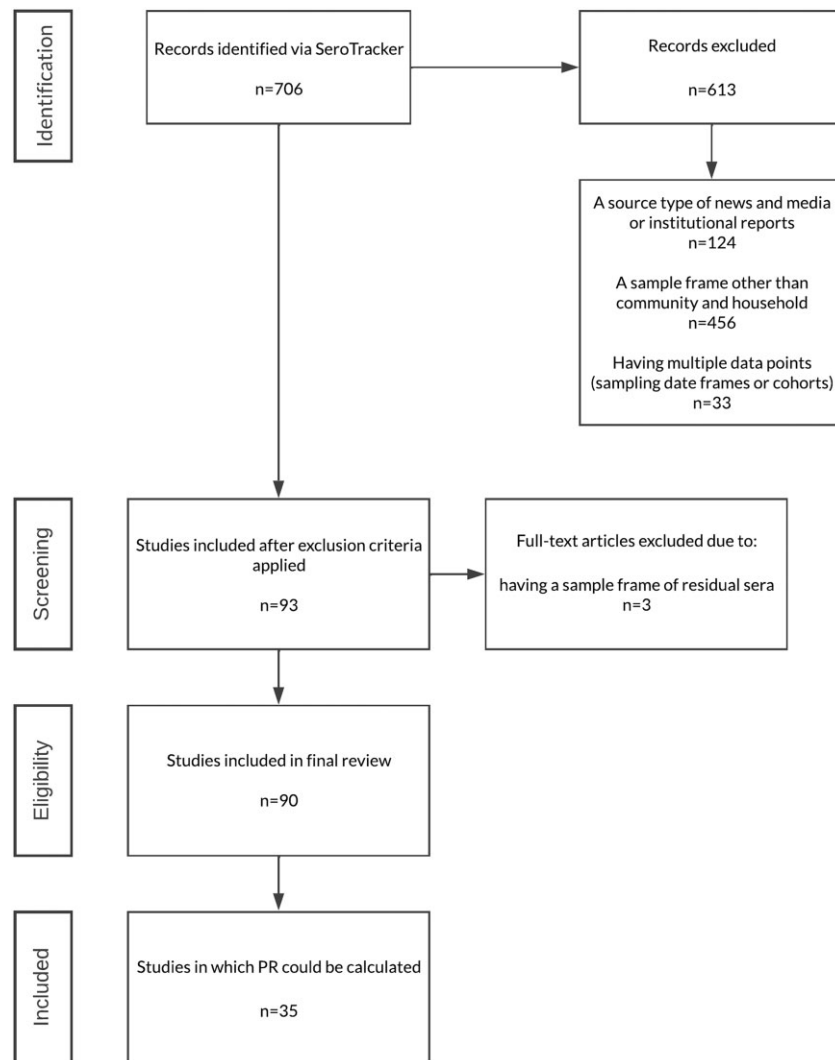 Identification
Records identified via SeroTracker
n=706
Records excluded
n=613
A source type of news and media
or institutional reports
n=124
A sample frame other than
community and household
n=456
Having multiple data points
(sampling date frames or cohorts)
n=33
Screening
Studies included after exclusion criteria
applied
n=93
Full-text articles excluded due to:
having a sample frame of residual sera
n=3
Eligibility
Studies included in final review
n=90
Included
Studies in which PR could be calculated
n=35